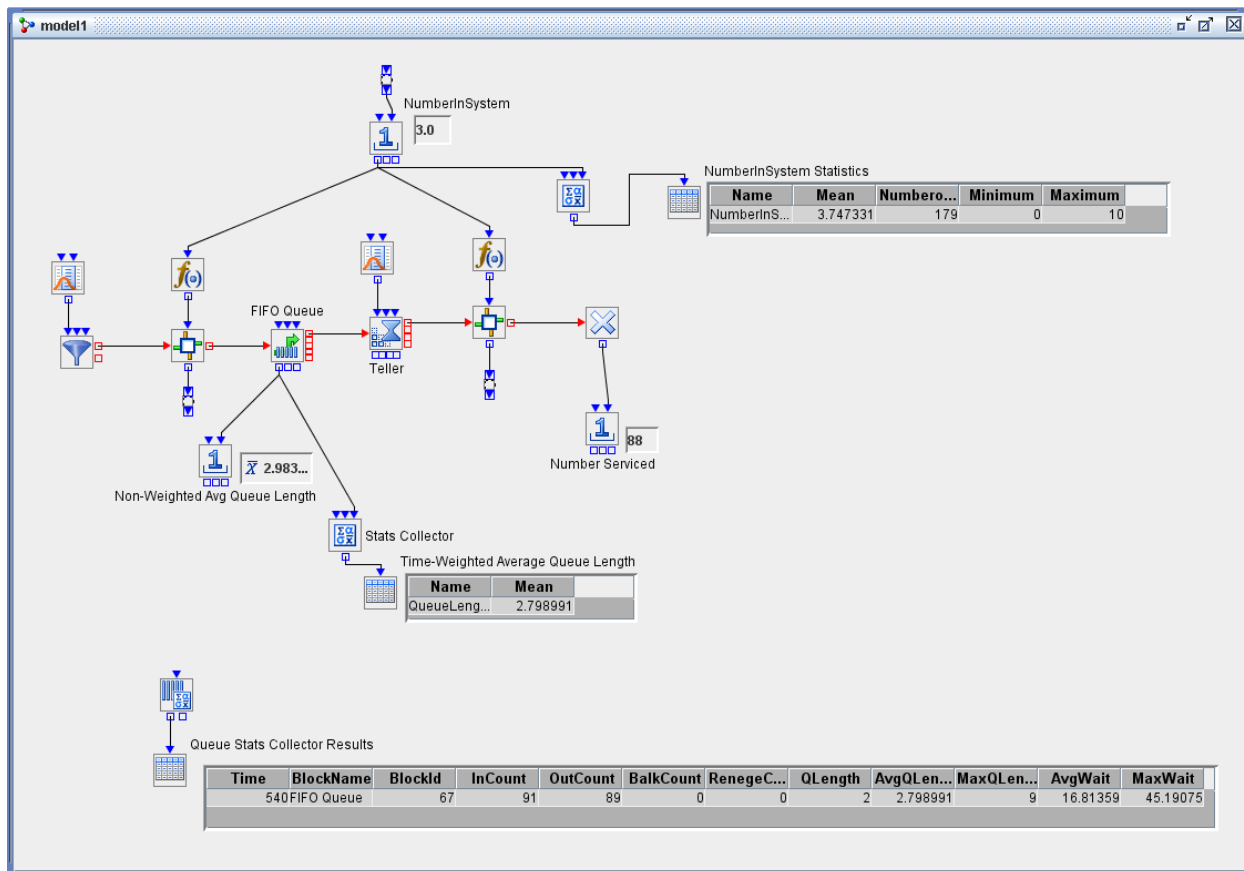 model1
NumberInSystem
3.0
NumberInSystem Statistics
Name Mean Numbero... Minimum Maximum
NumberInS... 3.747331 179 0 10
FIFO Queue
Teller
88
Number Serviced
X 2.983...
Non-Weighted Avg Queue Length
Stats Collector
Time-Weighted Average Queue Length
Name Mean
QueueLeng... 2.798991
Queue Stats Collector Results
Time BlockName BlockId InCount OutCount BalkCount RenegeC... QLength AvgQLen... MaxQLen... AvgWait MaxWait
540 FIFO Queue 67 91 89 0 0 2 2.798991 9 16.81359 45.19075